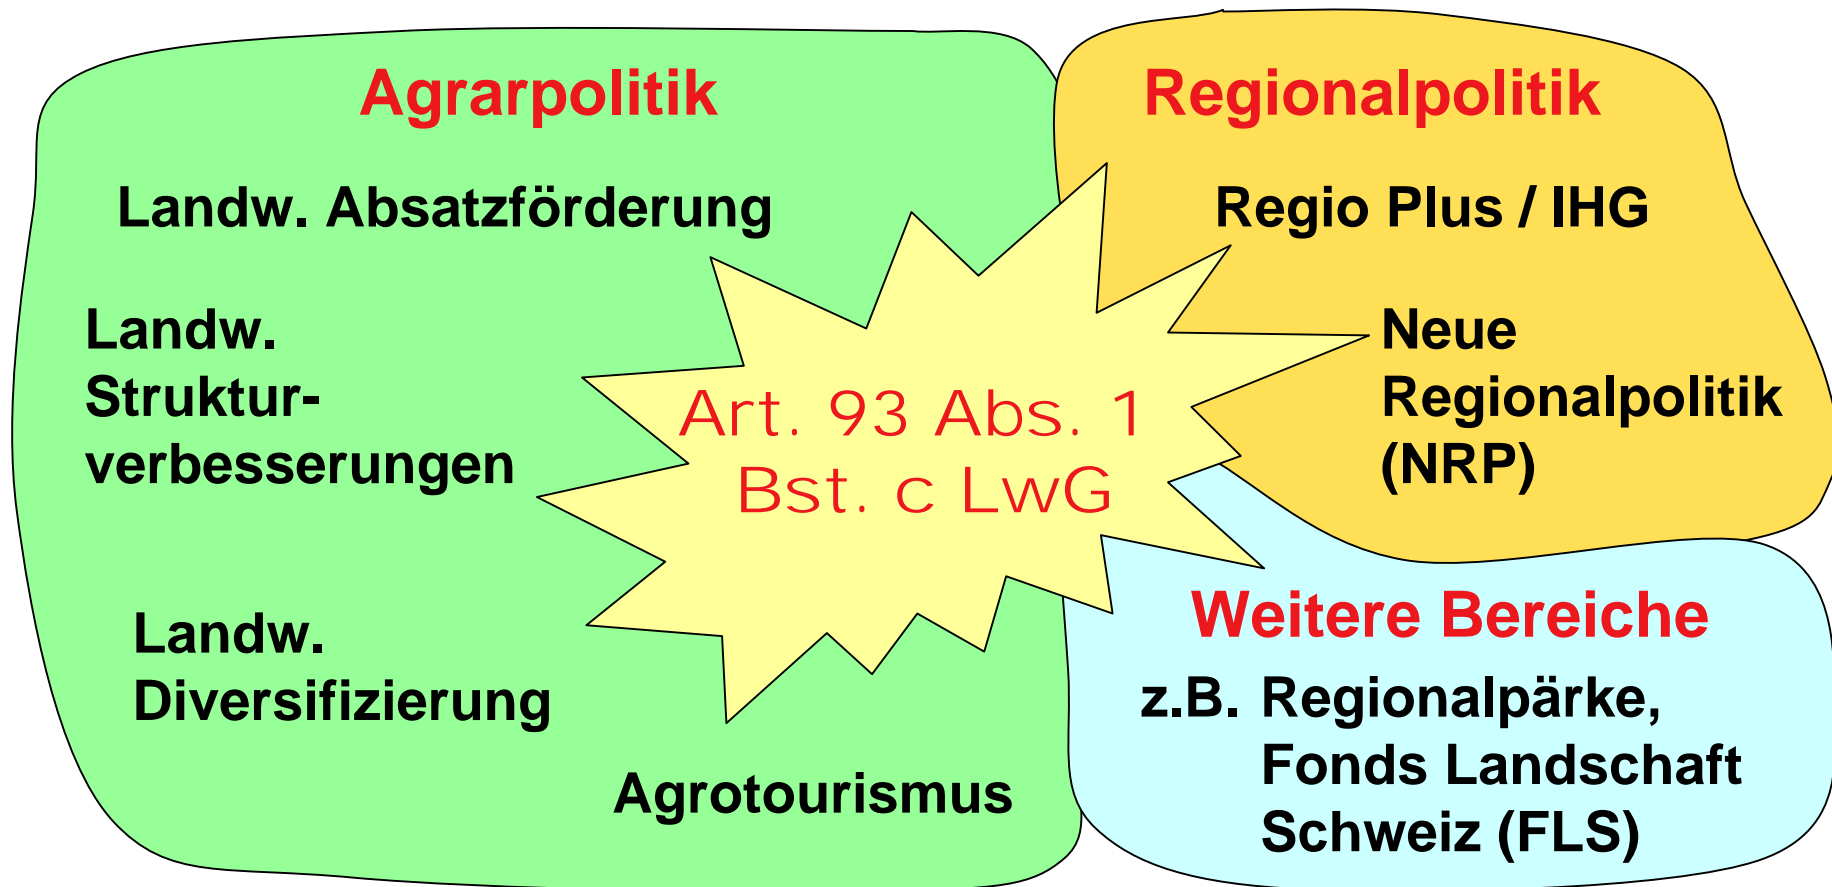 Agrarpolitik
Landw. Absatzförderung
Landw.
Struktur-
verbesserungen
Landw.
Diversifizierung
Agrotourismus
Art. 93 Abs. 1
Bst. c LwG
Regionalpolitik
Regio Plus / IHG
Neue
Regionalpolitik
(NRP)
Weitere Bereiche
z.B. Regionalpärke,
Fonds Landschaft
Schweiz (FLS)